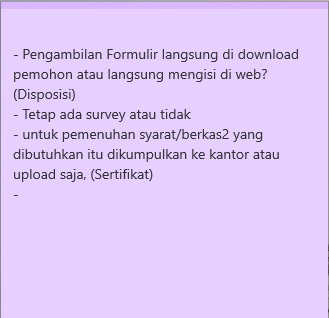 - Pengambilan Formulir langsung di download
pemohon atau langsung mengisi di web?
(Disposisi)
- Tetap ada survey atau tidak
- untuk pemenuhan syarat/berkas2 yang
dibutuhkan itu dikumpulkan ke kantor atau
upload saja, (Sertifikat)
-